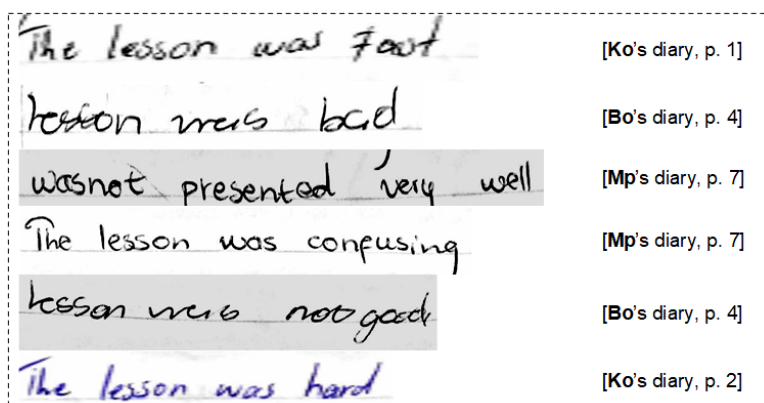 The lesson was Fast [Ko's diary, p. 1]
lesson was bad [Bo's diary, p. 4]
wasnot presented very well [Mp's diary, p. 7]
The lesson was confusing [Mp's diary, p. 7]
lesson was not good [Bo's diary, p. 4]
The lesson was hard [Ko's diary, p. 2]